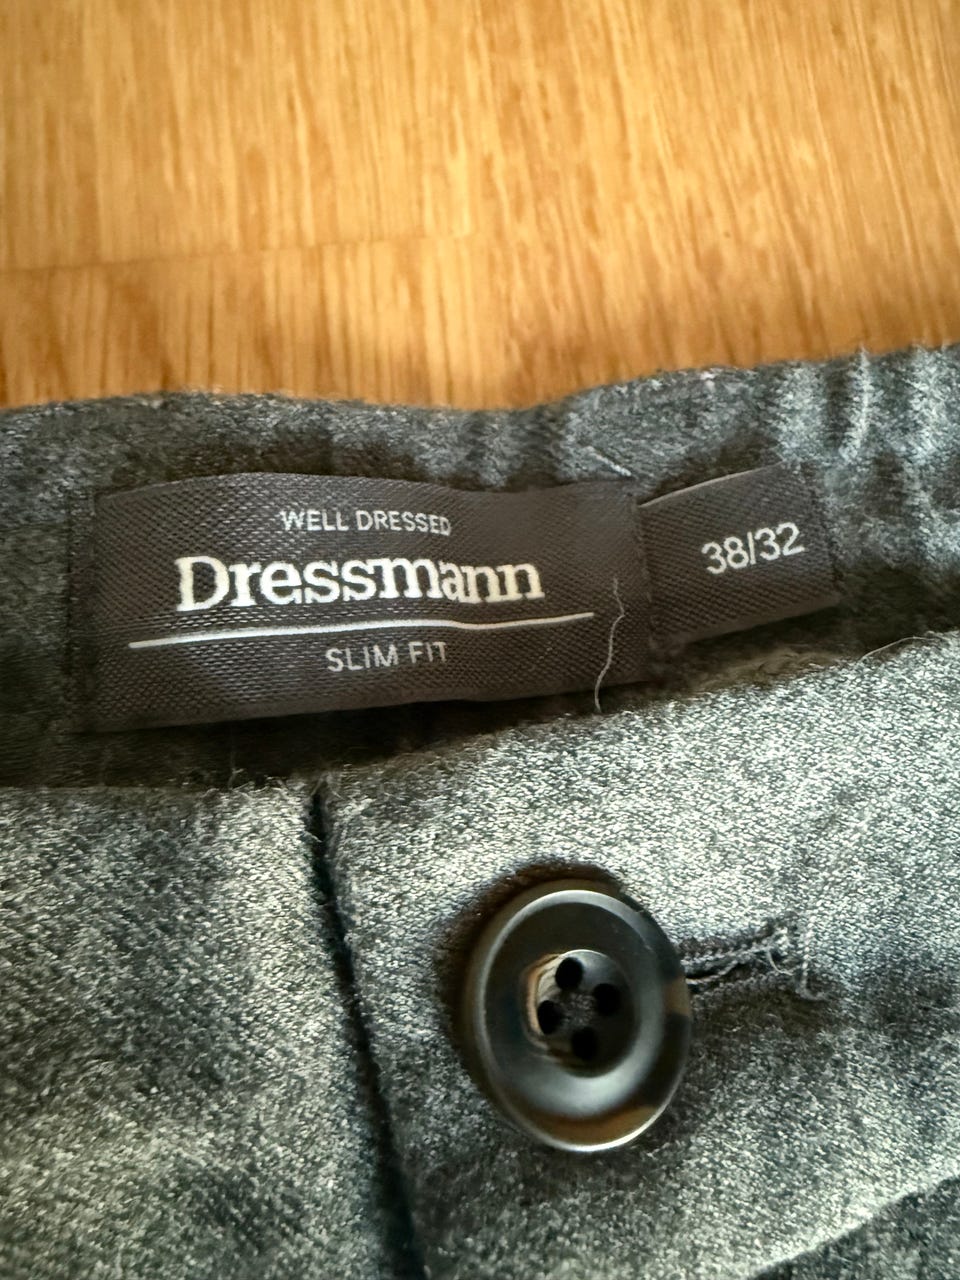 WELL DRESSED
Dressmann
SLIM FIT
38/32